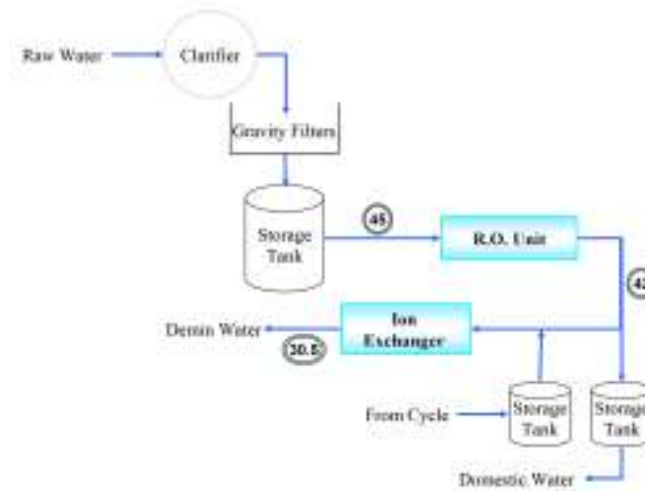 Raw Water
Clarifier
Gravity Filters
Storage
Tank
45
R.O. Unit
42
Demin Water
30.5
Ion
Exchanger
From Cycle
Storage
Tank
Storage
Tank
Domestic Water